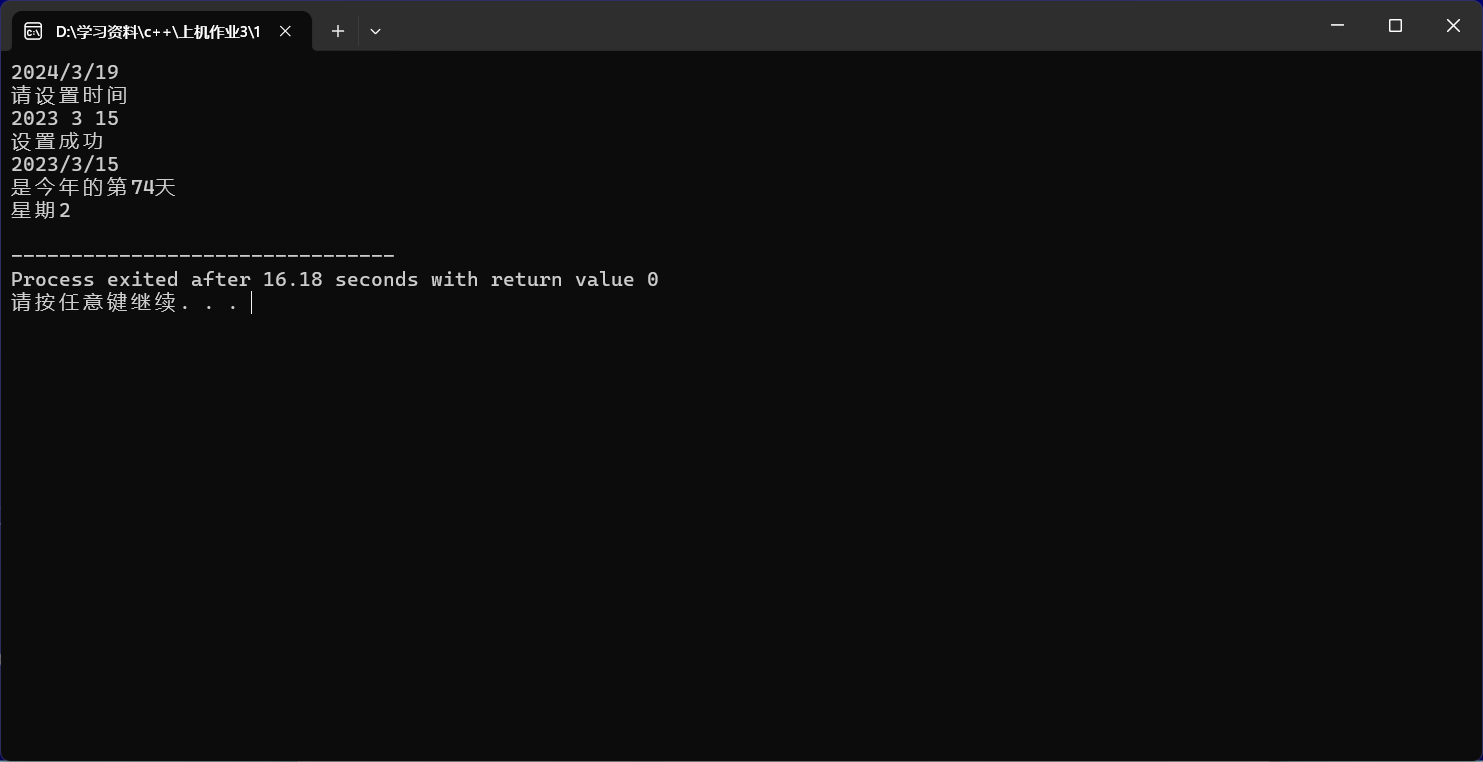 D:\学习资料\c++\上机作业3\1
2024/3/19
请设置时间
2023 3 15
设置成功
2023/3/15
是今年的第74天
星期2
--------------------------------
Process exited after 16.18 seconds with return value 0
请按任意键继续. . .